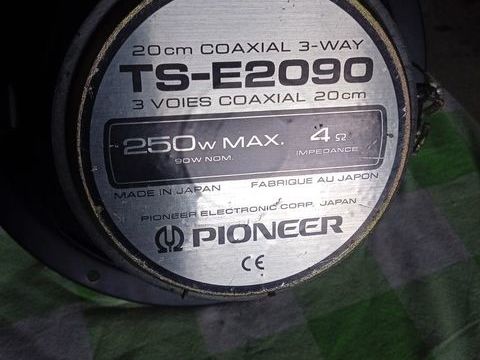 20cm COAXIAL 3-WAY
TS-E2090
3 VOIES COAXIAL 20cm
250W MAX. 4Ω
90W NOM. IMPEDANCE
MADE IN JAPAN FABRIQUE AU JAPON
PIONEER ELECTRONIC CORP. JAPAN
PIONEER
CE